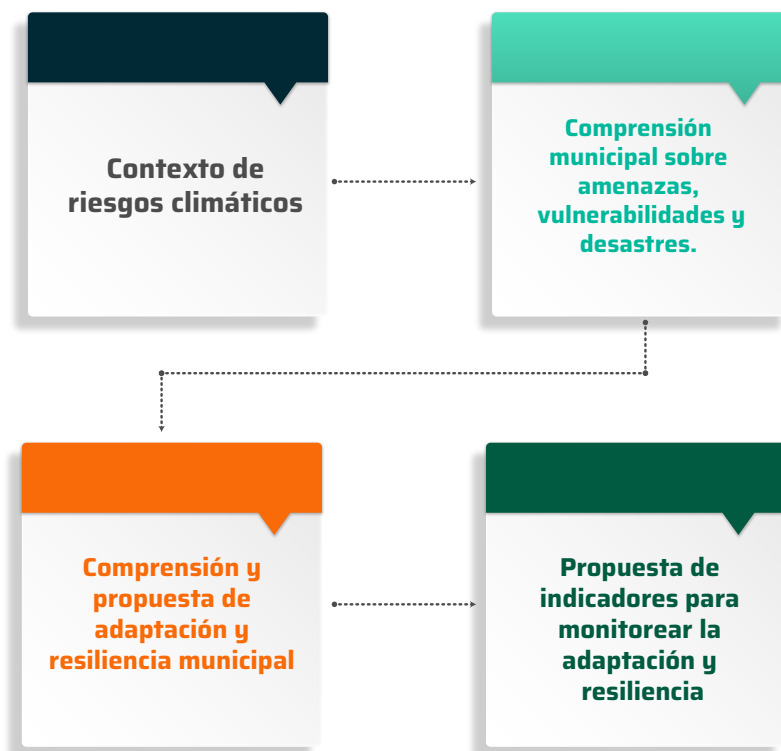 Contexto de
riesgos climáticos
Comprensión
municipal sobre
amenazas,
vulnerabilidades y
desastres.
Comprensión y
propuesta de
adaptación y
resiliencia municipal
Propuesta de
indicadores para
monitorear la
adaptación y
resiliencia